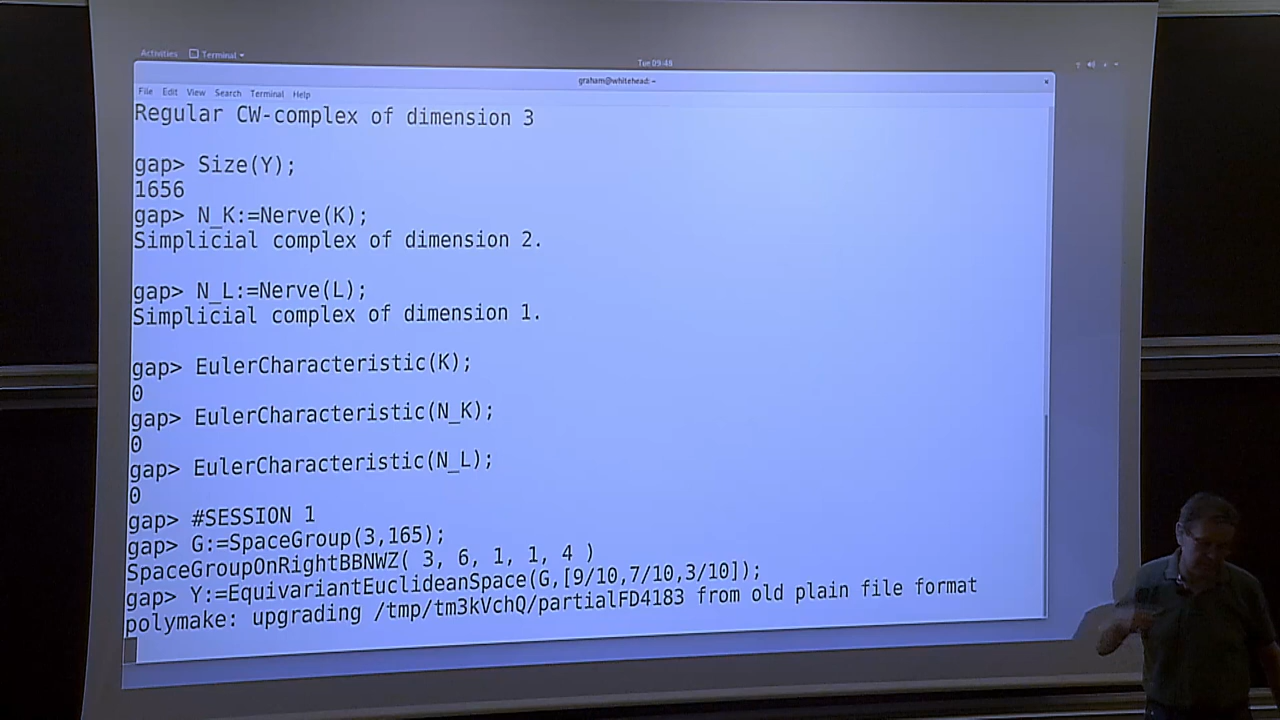 Activities Terminal
Tue 09:48
graham@whitehead: ~
File Edit View Search Terminal Help
Regular CW-complex of dimension 3
gap> Size(Y);
1656
gap> N_K:=Nerve(K);
Simplicial complex of dimension 2.
gap> N_L:=Nerve(L);
Simplicial complex of dimension 1.
gap> EulerCharacteristic(K);
0
gap> EulerCharacteristic(N_K);
0
gap> EulerCharacteristic(N_L);
0
gap> #SESSION 1
gap> G:=SpaceGroup(3,165);
SpaceGroupOnRightBBNWZ( 3, 6, 1, 1, 4 )
gap> Y:=EquivariantEuclideanSpace(G,[9/10,7/10,3/10]);
polymake: upgrading /tmp/tm3kVchQ/partialFD4183 from old plain file format